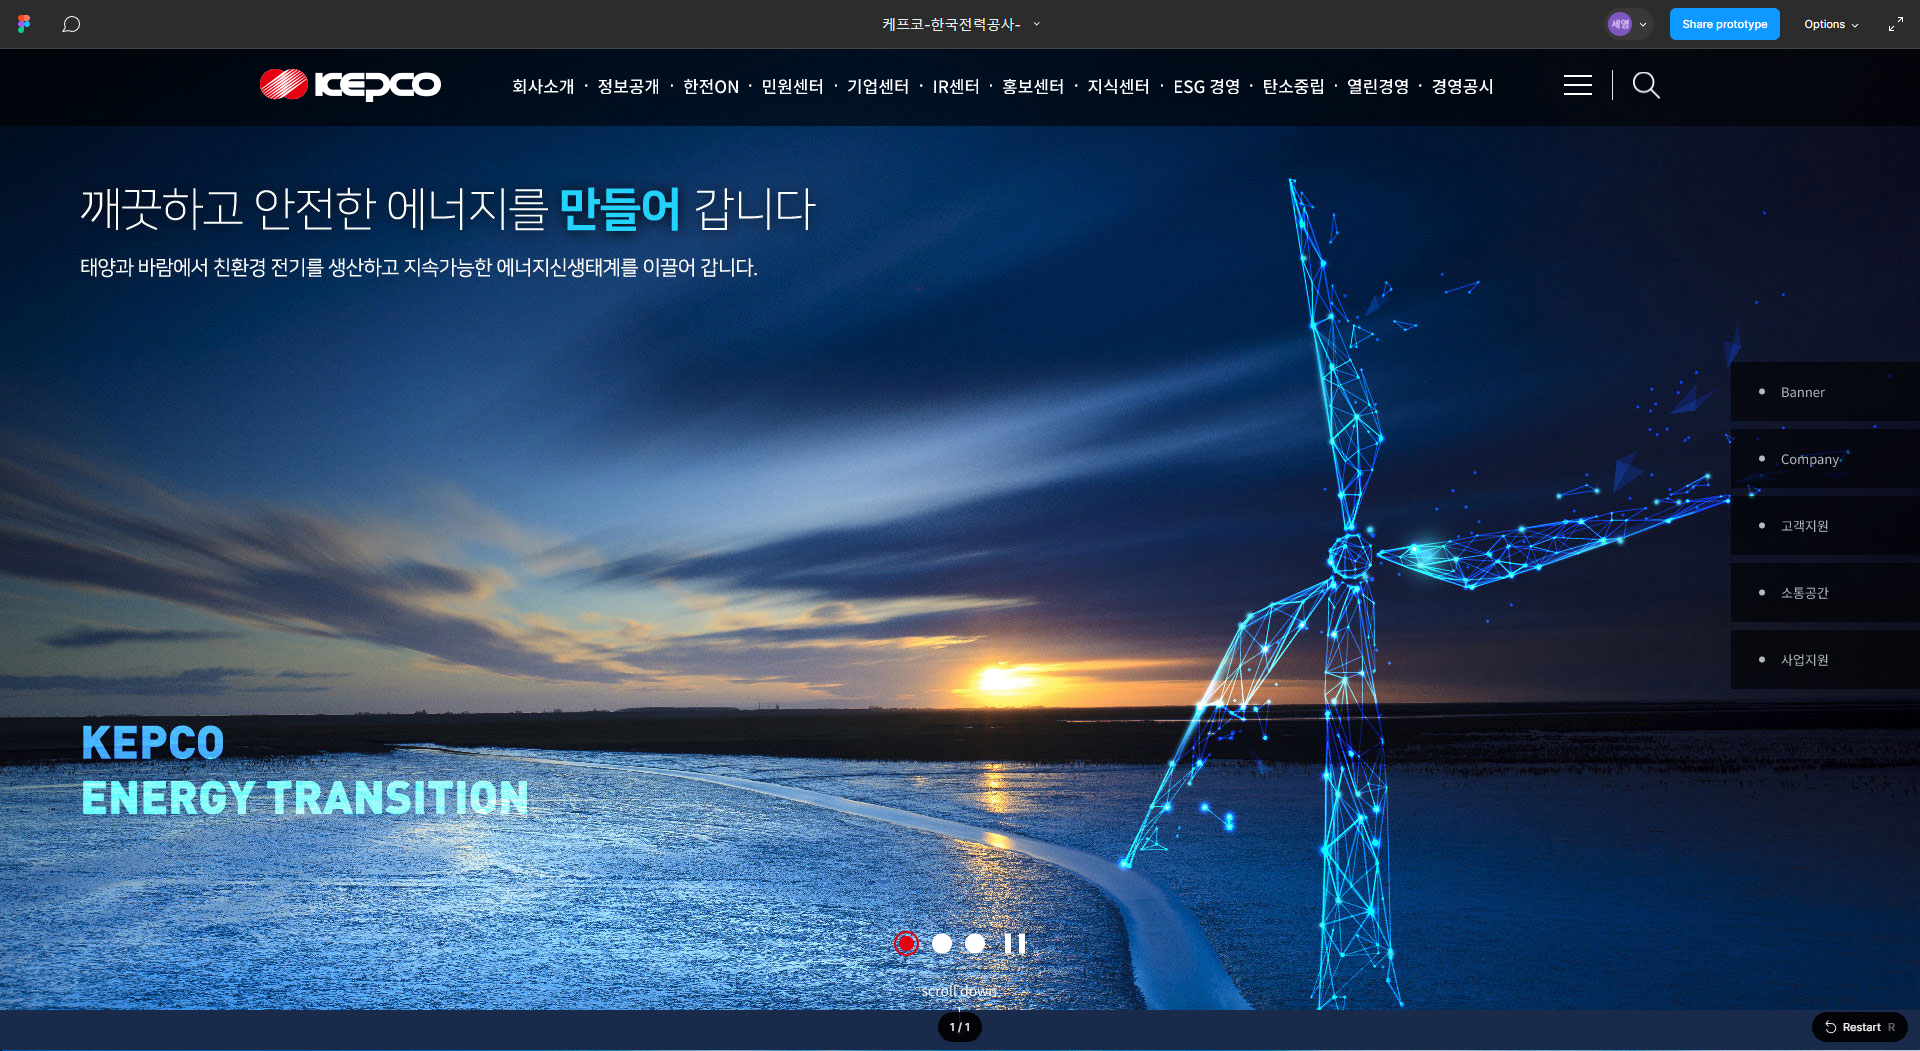 케프코-한국전력공사-
세영
Share prototype
Options
KEPCO
회사소개 · 정보공개 · 한전ON · 민원센터 · 기업센터 · IR센터 · 홍보센터 · 지식센터 · ESG 경영 · 탄소중립 · 열린경영 · 경영공시
깨끗하고 안전한 에너지를 만들어 갑니다
태양과 바람에서 친환경 전기를 생산하고 지속가능한 에너지신생태계를 이끌어 갑니다.
Banner
Company
고객지원
소통공간
사업지원
KEPCO
ENERGY TRANSITION
scroll down
1 / 1
Restart R